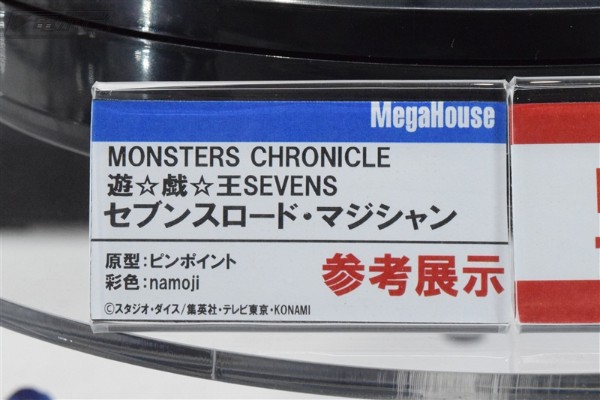 MegaHouse
MONSTERS CHRONICLE
遊☆戯☆王SEVENS
セブンスロード・マジシャン
原型:ピンポイント
彩色:namoji
参考展示
©スタジオ・ダイス/集英社・テレビ東京・KONAMI